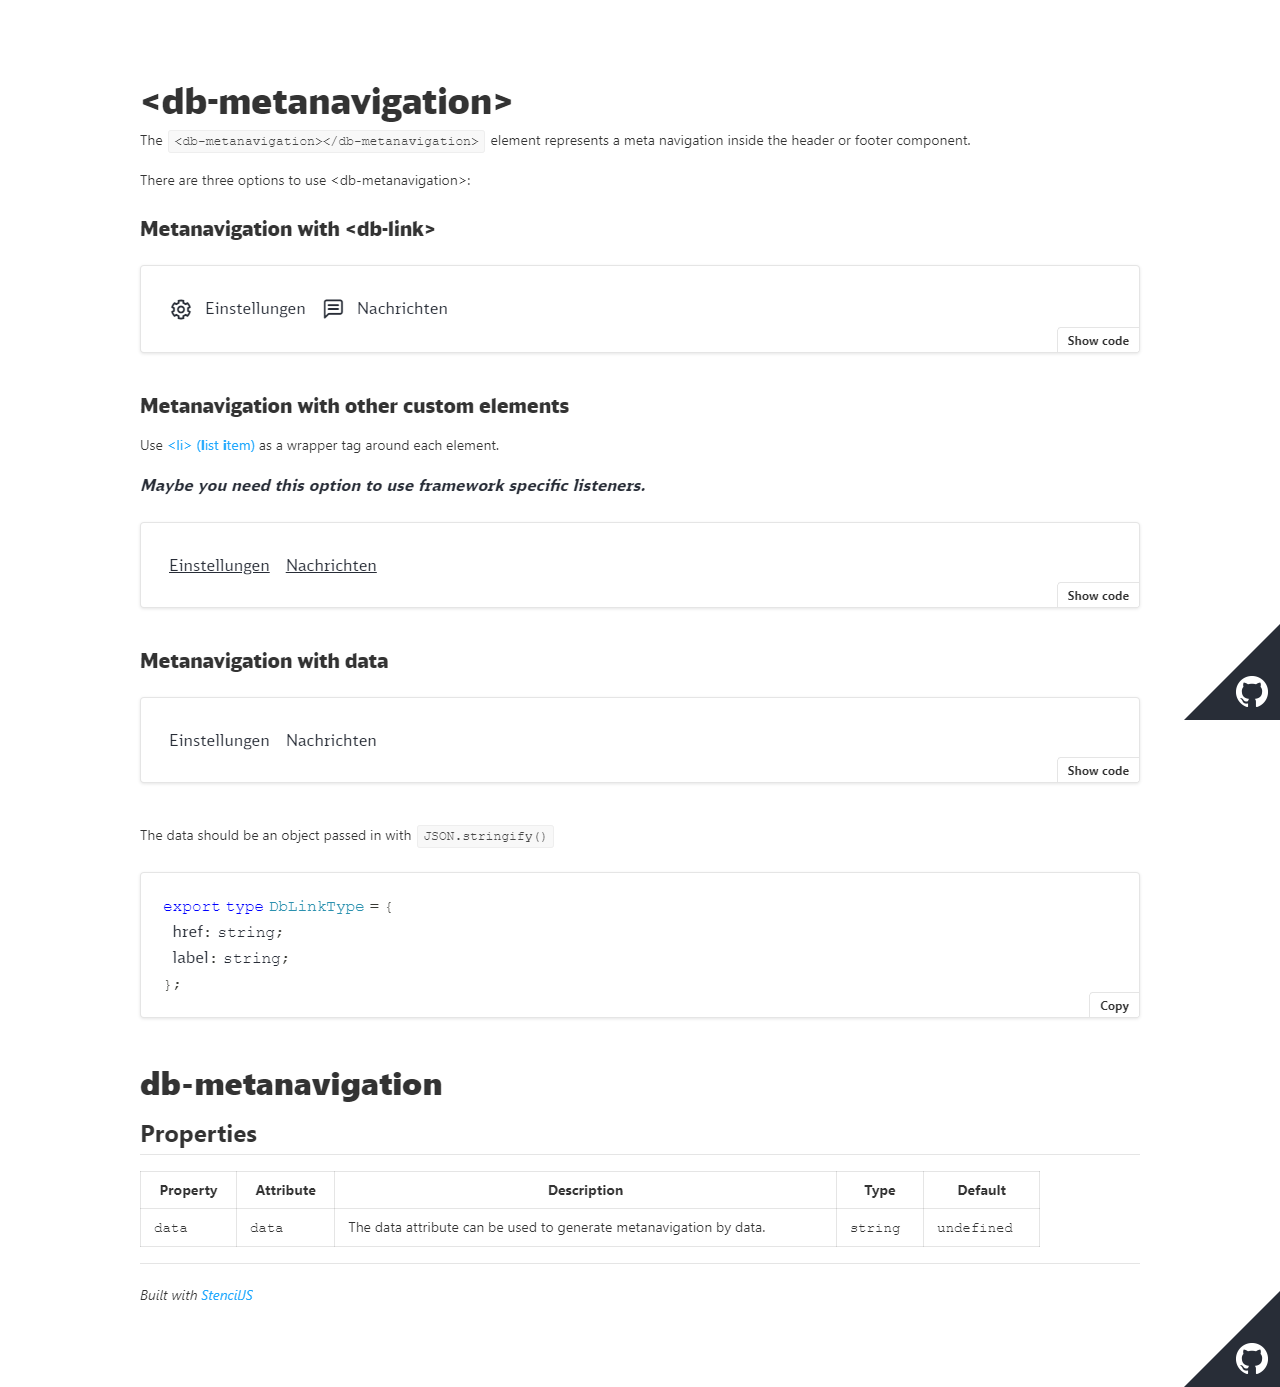 <db-metanavigation>
The <db-metanavigation></db-metanavigation> element represents a meta navigation inside the header or footer component.
There are three options to use <db-metanavigation>:
Metanavigation with <db-link>
Einstellungen Nachrichten
Show code
Metanavigation with other custom elements
Use <li> (list item) as a wrapper tag around each element.
Maybe you need this option to use framework specific listeners.
Einstellungen Nachrichten
Show code
Metanavigation with data
Einstellungen Nachrichten
Show code
The data should be an object passed in with JSON.stringify()
export type DbLinkType = {
href: string;
label: string;
};
Copy
db-metanavigation
Properties
Property Attribute Description Type Default
data data The data attribute can be used to generate metanavigation by data. string undefined
Built with StencilJS